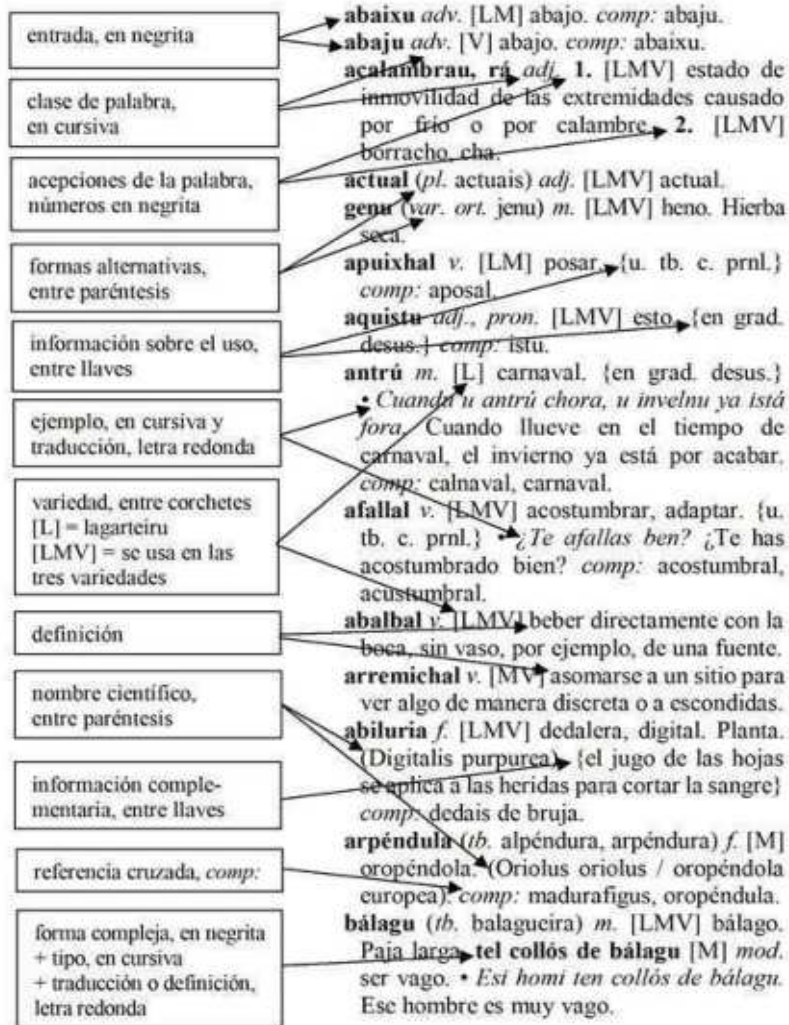 entrada, en negrita
clase de palabra,
en cursiva
acepciones de la palabra,
números en negrita
formas alternativas,
entre paréntesis
información sobre el uso,
entre llaves
ejemplo, en cursiva y
traducción, letra redonda
variedad, entre corchetes
[L] = lagarteiru
[LMV] = se usa en las
tres variedades
definición
nombre científico,
entre paréntesis
información comple-
mentaria, entre llaves
referencia cruzada, comp:
forma compleja, en negrita
+ tipo, en cursiva
+ traducción o definición,
letra redonda
abaixu adv. [LM] abajo. comp: abaju.
abaju adv. [V] abajo. comp: abaixu.
acalambrau, rá adj. 1. [LMV] estado de
inmovilidad de las extremidades causado
por frío o por calambre. 2. [LMV]
borracho, cha.
actual (pl. actuais) adj. [LMV] actual.
genu (var. ort. jenu) m. [LMV] heno. Hierba
seca.
apuixhal v. [LM] posar. {u. tb. c. prnl.}
comp: aposal.
aquistu adj., pron. [LMV] esto. {en grad.
desus.} comp: istu.
antrú m. [L] carnaval. {en grad. desus.}
• Cuandu u antrú chora, u invelnu ya istá
fora. Cuando llueve en el tiempo de
carnaval, el invierno ya está por acabar.
comp: calnaval, carnaval.
afallal v. [LMV] acostumbrar, adaptar. {u.
tb. c. prnl.} • ¿Te afallas ben? ¿Te has
acostumbrado bien? comp: acostumbral,
acustumbral.
abalbal v. [LMV] beber directamente con la
boca, sin vaso, por ejemplo, de una fuente.
arremichal v. [MV] asomarse a un sitio para
ver algo de manera discreta o a escondidas.
abiluria f. [LMV] dedalera, digital. Planta.
(Digitalis purpurea). {el jugo de las hojas
se aplica a las heridas para cortar la sangre}
comp: dedais de bruja.
arpéndula (tb. alpéndura, arpéndura) f. [M]
oropéndola. (Oriolus oriolus / oropéndola
europea). comp: madurafigus, oropéndula.
bálagu (tb. balagueira) m. [LMV] bálago.
Paja larga. tel collós de bálagu [M] mod.
ser vago. • Esi homi ten collós de bálagu.
Ese hombre es muy vago.